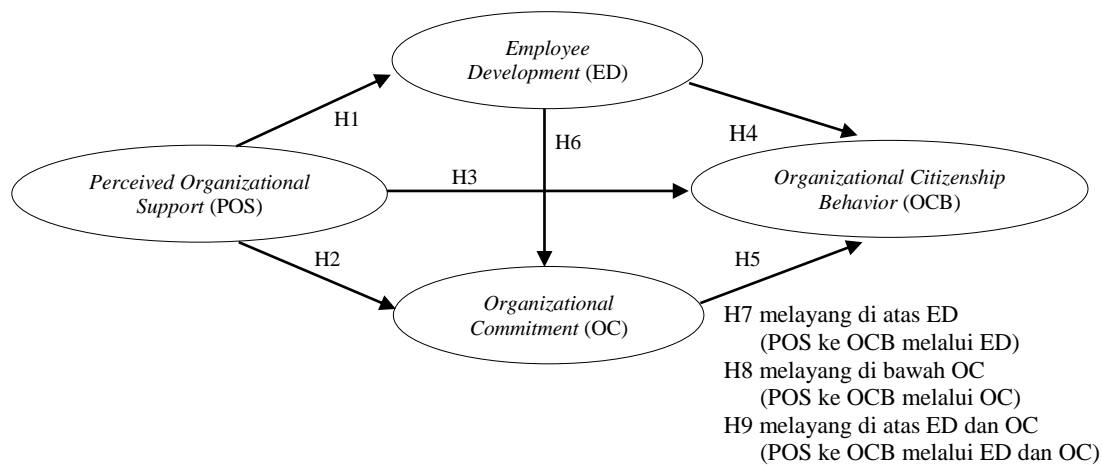 Employee
Development (ED)
H1
H6
H4
Perceived Organizational
Support (POS)
H3
Organizational Citizenship
Behavior (OCB)
H2
H5
Organizational
Commitment (OC)
H7 melayang di atas ED
(POS ke OCB melalui ED)
H8 melayang di bawah OC
(POS ke OCB melalui OC)
H9 melayang di atas ED dan OC
(POS ke OCB melalui ED dan OC)